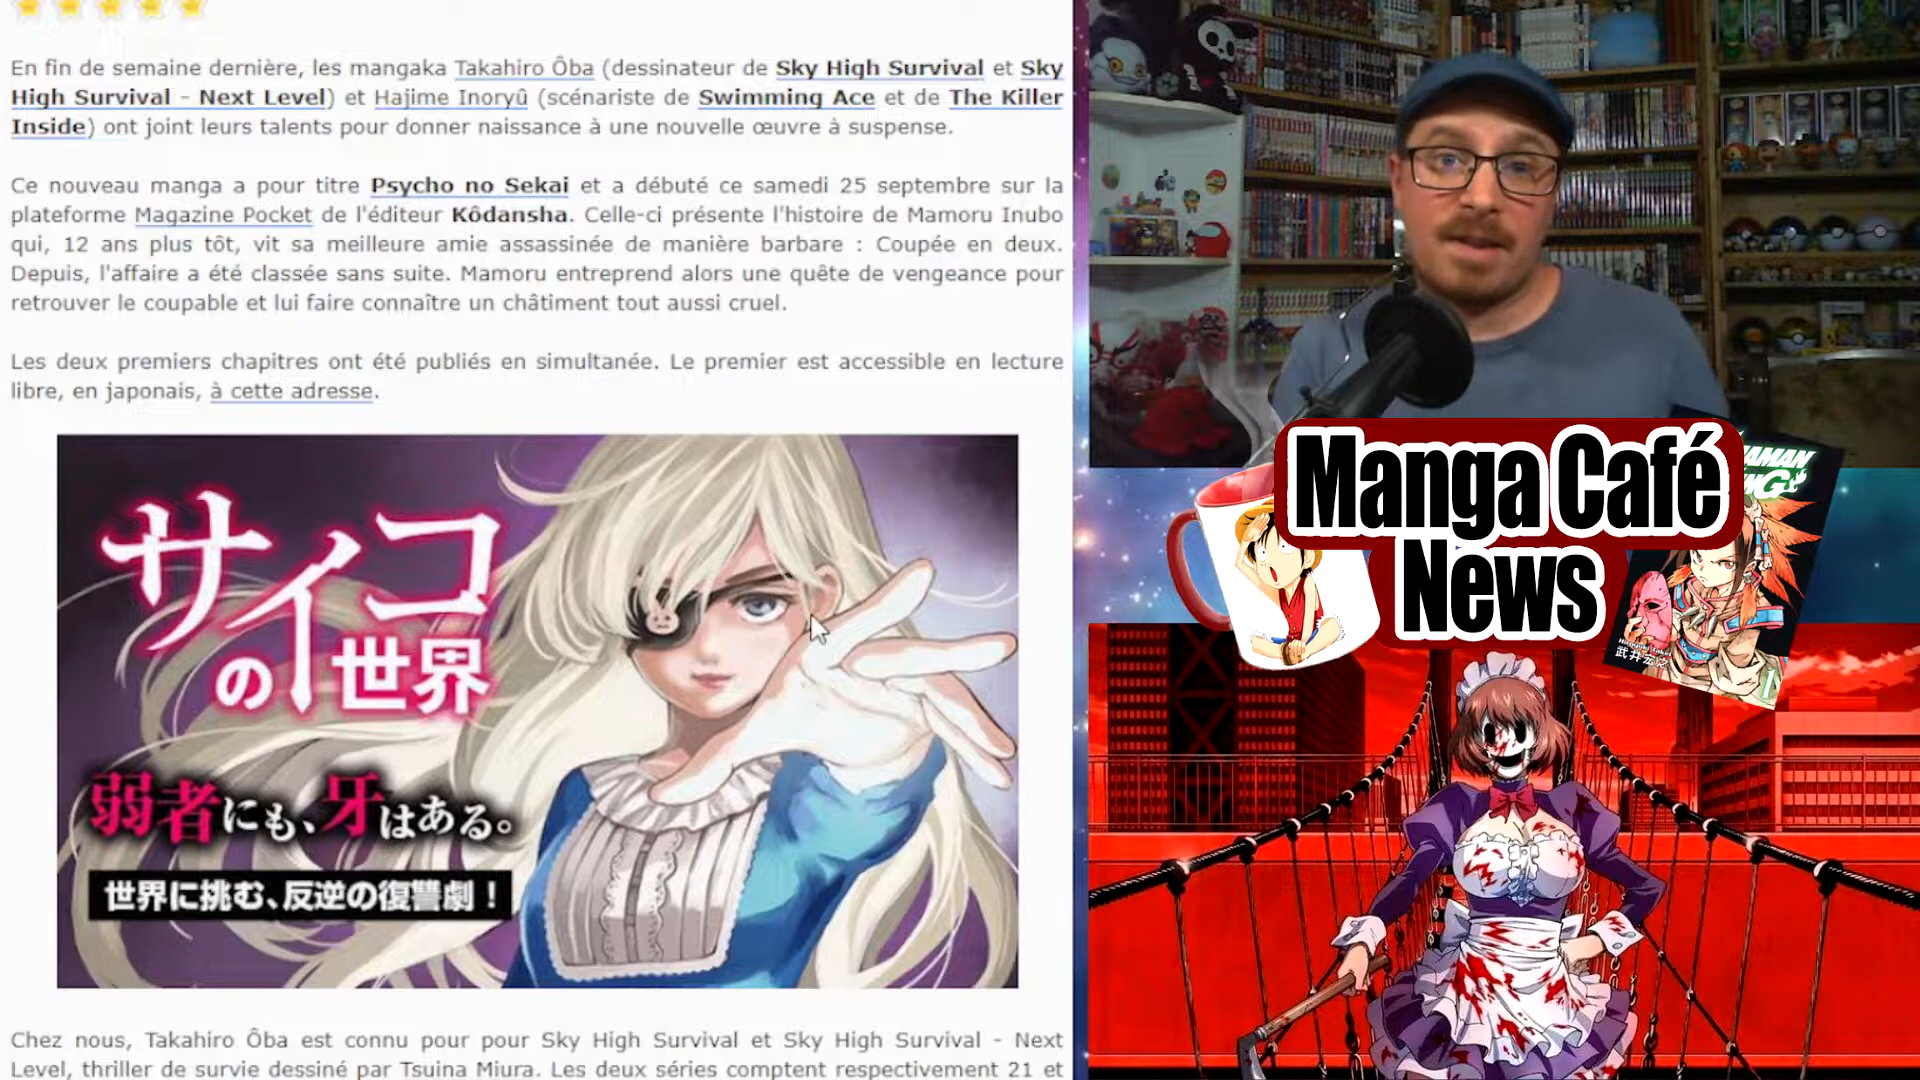 En fin de semaine dernière, les mangaka Takahiro Ôba (dessinateur de Sky High Survival et Sky
High Survival - Next Level) et Hajime Inoryû (scénariste de Swimming Ace et de The Killer
Inside) ont joint leurs talents pour donner naissance à une nouvelle œuvre à suspense.
Ce nouveau manga a pour titre Psycho no Sekai et a débuté ce samedi 25 septembre sur la
plateforme Magazine Pocket de l'éditeur Kôdansha. Celle-ci présente l'histoire de Mamoru Inubo
qui, 12 ans plus tôt, vit sa meilleure amie assassinée de manière barbare : Coupée en deux.
Depuis, l'affaire a été classée sans suite. Mamoru entreprend alors une quête de vengeance pour
retrouver le coupable et lui faire connaître un châtiment tout aussi cruel.
Les deux premiers chapitres ont été publiés en simultanée. Le premier est accessible en lecture
libre, en japonais, à cette adresse.
サイコ
の世界
弱者にも、牙はある。
世界に挑む、反逆の復讐劇！
Chez nous, Takahiro Ôba est connu pour pour Sky High Survival et Sky High Survival - Next
Level, thriller de survie dessiné par Tsuina Miura. Les deux séries comptent respectivement 21 et
Manga Café
News
武井宏之
1